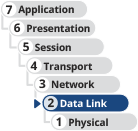 7 Application
6 Presentation
5 Session
4 Transport
3 Network
2 Data Link
1 Physical